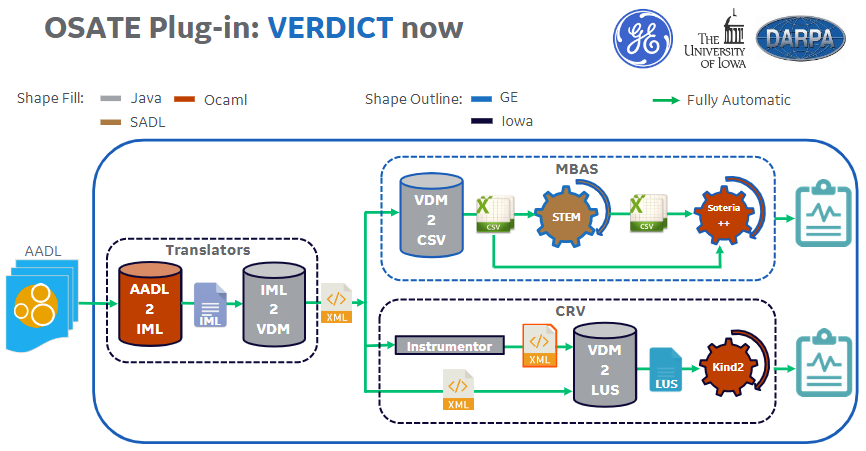 OSATE Plug-in: VERDICT now
THE
UNIVERSITY
OF IOWA
DARPA
Shape Fill:
Java
Ocaml
SADL
Shape Outline:
GE
Iowa
Fully Automatic
MBAS
VDM
2
CSV
CSV
STEM
CSV
Soteria
++
AADL
Translators
AADL
2
IML
IML
IML
2
VDM
XML
CRV
Instrumentor
XML
XML
VDM
2
LUS
LUS
Kind2